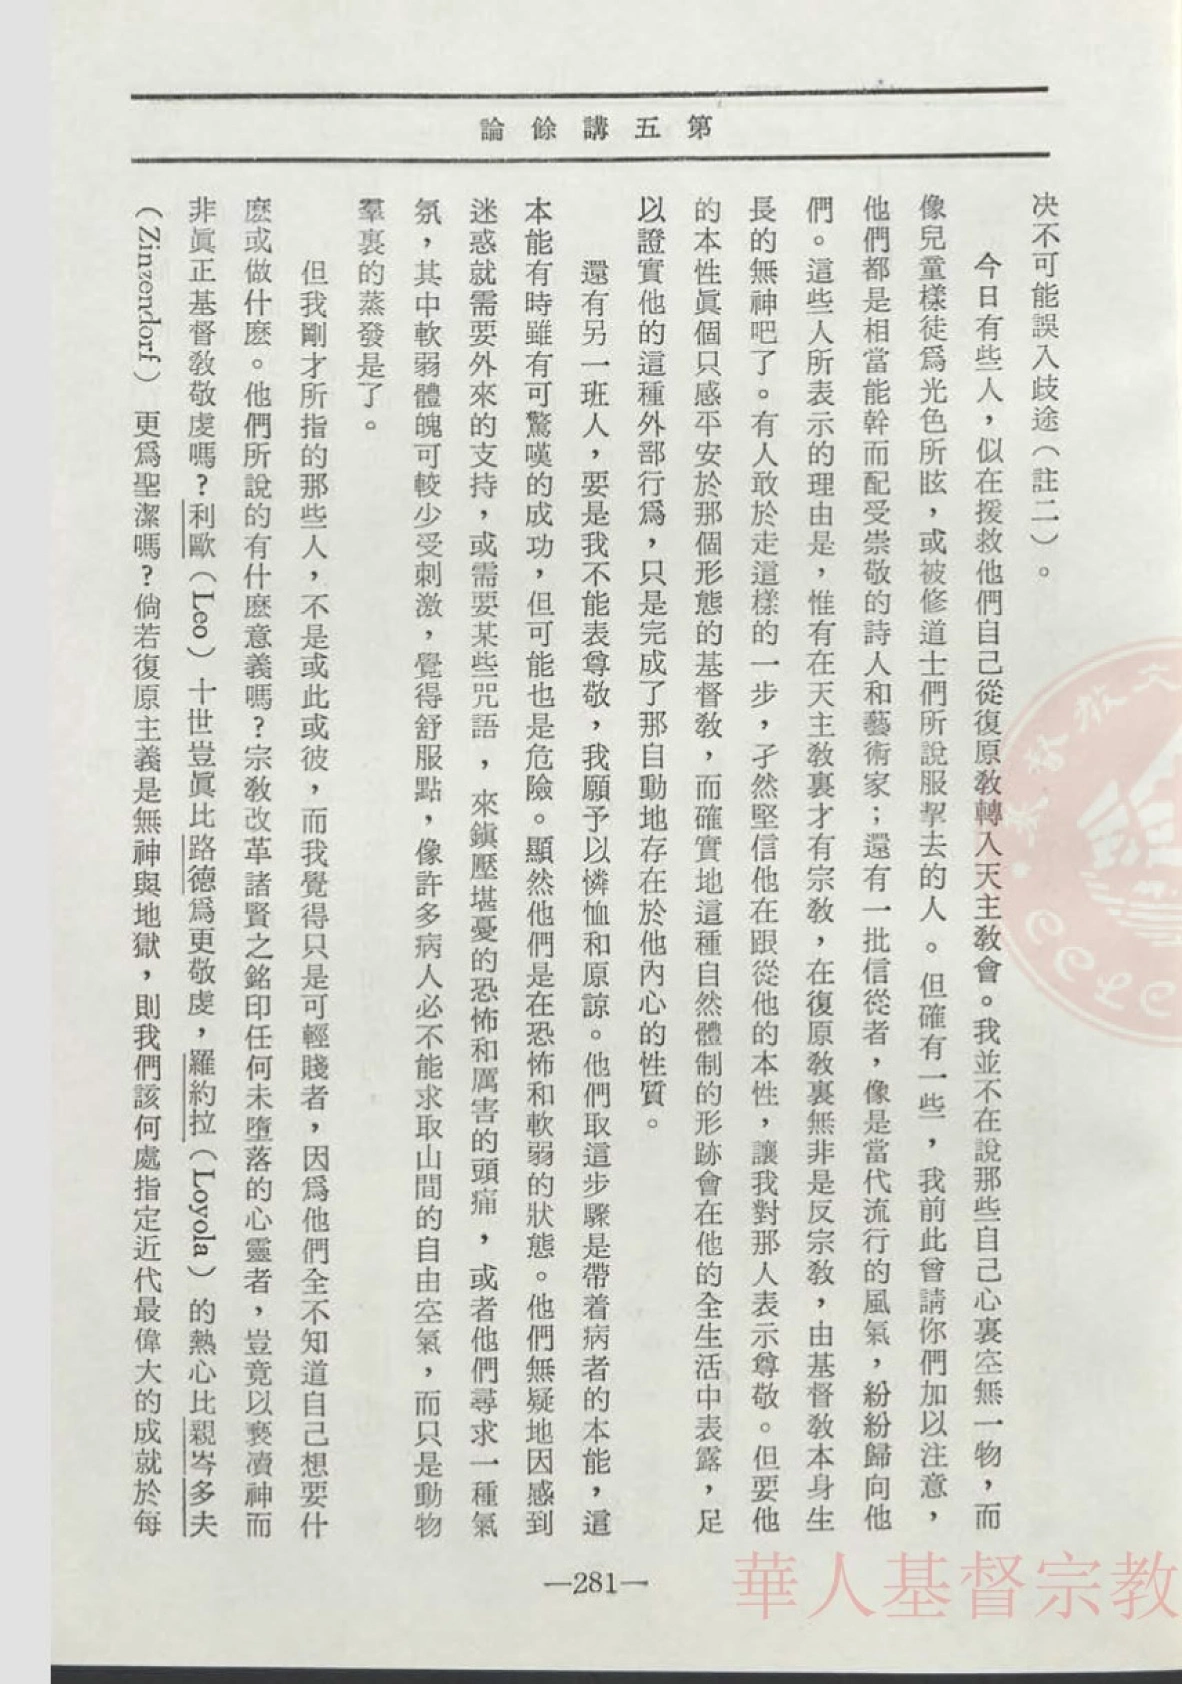 第五講餘論
決不可能誤入歧途（註二）。
今日有些人，似在援救他們自己從復原教轉入天主教會。我並不在說那些自己心裏空無一物，而
像兒童樣徒爲光色所眩，或被修道士們所說服挈去的人。但確有一些，我前此曾請你們加以注意，
他們都是相當能幹而配受崇敬的詩人和藝術家；還有一批信從者，像是當代流行的風氣，紛紛歸向他
們。這些人所表示的理由是，惟有在天主教裏才有宗教，在復原教裏無非是反宗教，由基督教本身生
長的無神吧了。有人敢於走這樣的一步，孑然堅信他在跟從他的本性，讓我對那人表示尊敬。但要他
的本性眞個只感平安於那個形態的基督教，而確實地這種自然體制的形跡會在他的全生活中表露，足
以證實他的這種外部行爲，只是完成了那自動地存在於他內心的性質。
還有另一班人，要是我不能表尊敬，我願予以憐恤和原諒。他們取這步驟是帶着病者的本能，這
本能有時雖有可驚嘆的成功，但可能也是危險。顯然他們是在恐怖和軟弱的狀態。他們無疑地因感到
迷惑就需要外來的支持，或需要某些咒語，來鎭壓堪憂的恐怖和厲害的頭痛，或者他們尋求一種氣
氛，其中軟弱體魄可較少受刺激，覺得舒服點，像許多病人必不能求取山間的自由空氣，而只是動物
羣裏的蒸發是了。
但我剛才所指的那些人，不是或此或彼，而我覺得只是可輕賤者，因爲他們全不知道自己想要什
麽或做什麽。他們所說的有什麽意義嗎？宗教改革諸賢之銘印任何未墮落的心靈者，豈竟以褻瀆神而
非眞正基督教敬虔嗎？利歐（Leo）十世豈眞比路德爲更敬虔，羅約拉（Loyola）的熱心比親岑多夫
（Zinzendorf）更爲聖潔嗎？倘若復原主義是無神與地獄，則我們該何處指定近代最偉大的成就於每
—281—
華人基督宗教